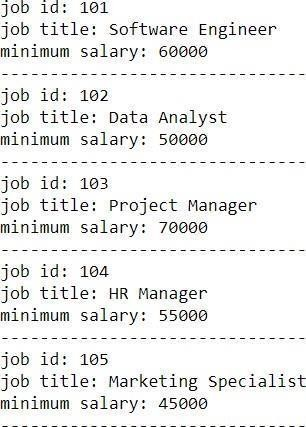 job id: 101
job title: Software Engineer
minimum salary: 60000
-------------------------------
job id: 102
job title: Data Analyst
minimum salary: 50000
-------------------------------
job id: 103
job title: Project Manager
minimum salary: 70000
-------------------------------
job id: 104
job title: HR Manager
minimum salary: 55000
-------------------------------
job id: 105
job title: Marketing Specialist
minimum salary: 45000
-------------------------------